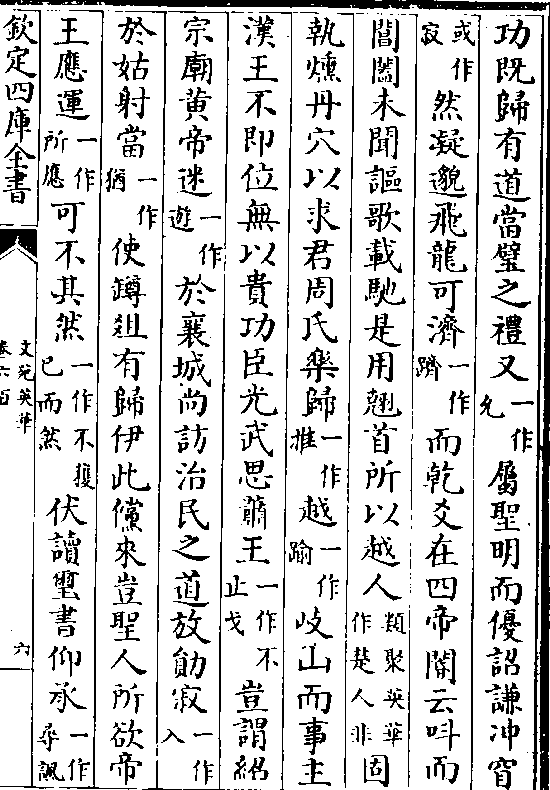 功既歸有道當璧之禮又一作允屬聖明而優詔謙冲窅
或作寂然凝邈飛龍可濟一作躋而乾爻在四帝閽云叫而
閶闔未聞謳歌載馳是用翹首所以越人類聚英華作楚人非固
執燻丹穴以求君周氏樂歸一作推越一作踰岐山而事主
漢王不即位無以貴功臣光武思蕭王一作不止戈豈謂紹
宗廟黄帝迷一作遊於襄城尚訪治民之道放勛寂一作入
於姑射當一作猶使罇俎有歸伊此儻來豈聖人所欲帝
王應運一作所應可不其然一作不獲已而然伏讀璽書仰承一作尋諷
欽定四庫全書
文苑英華
卷六百
六